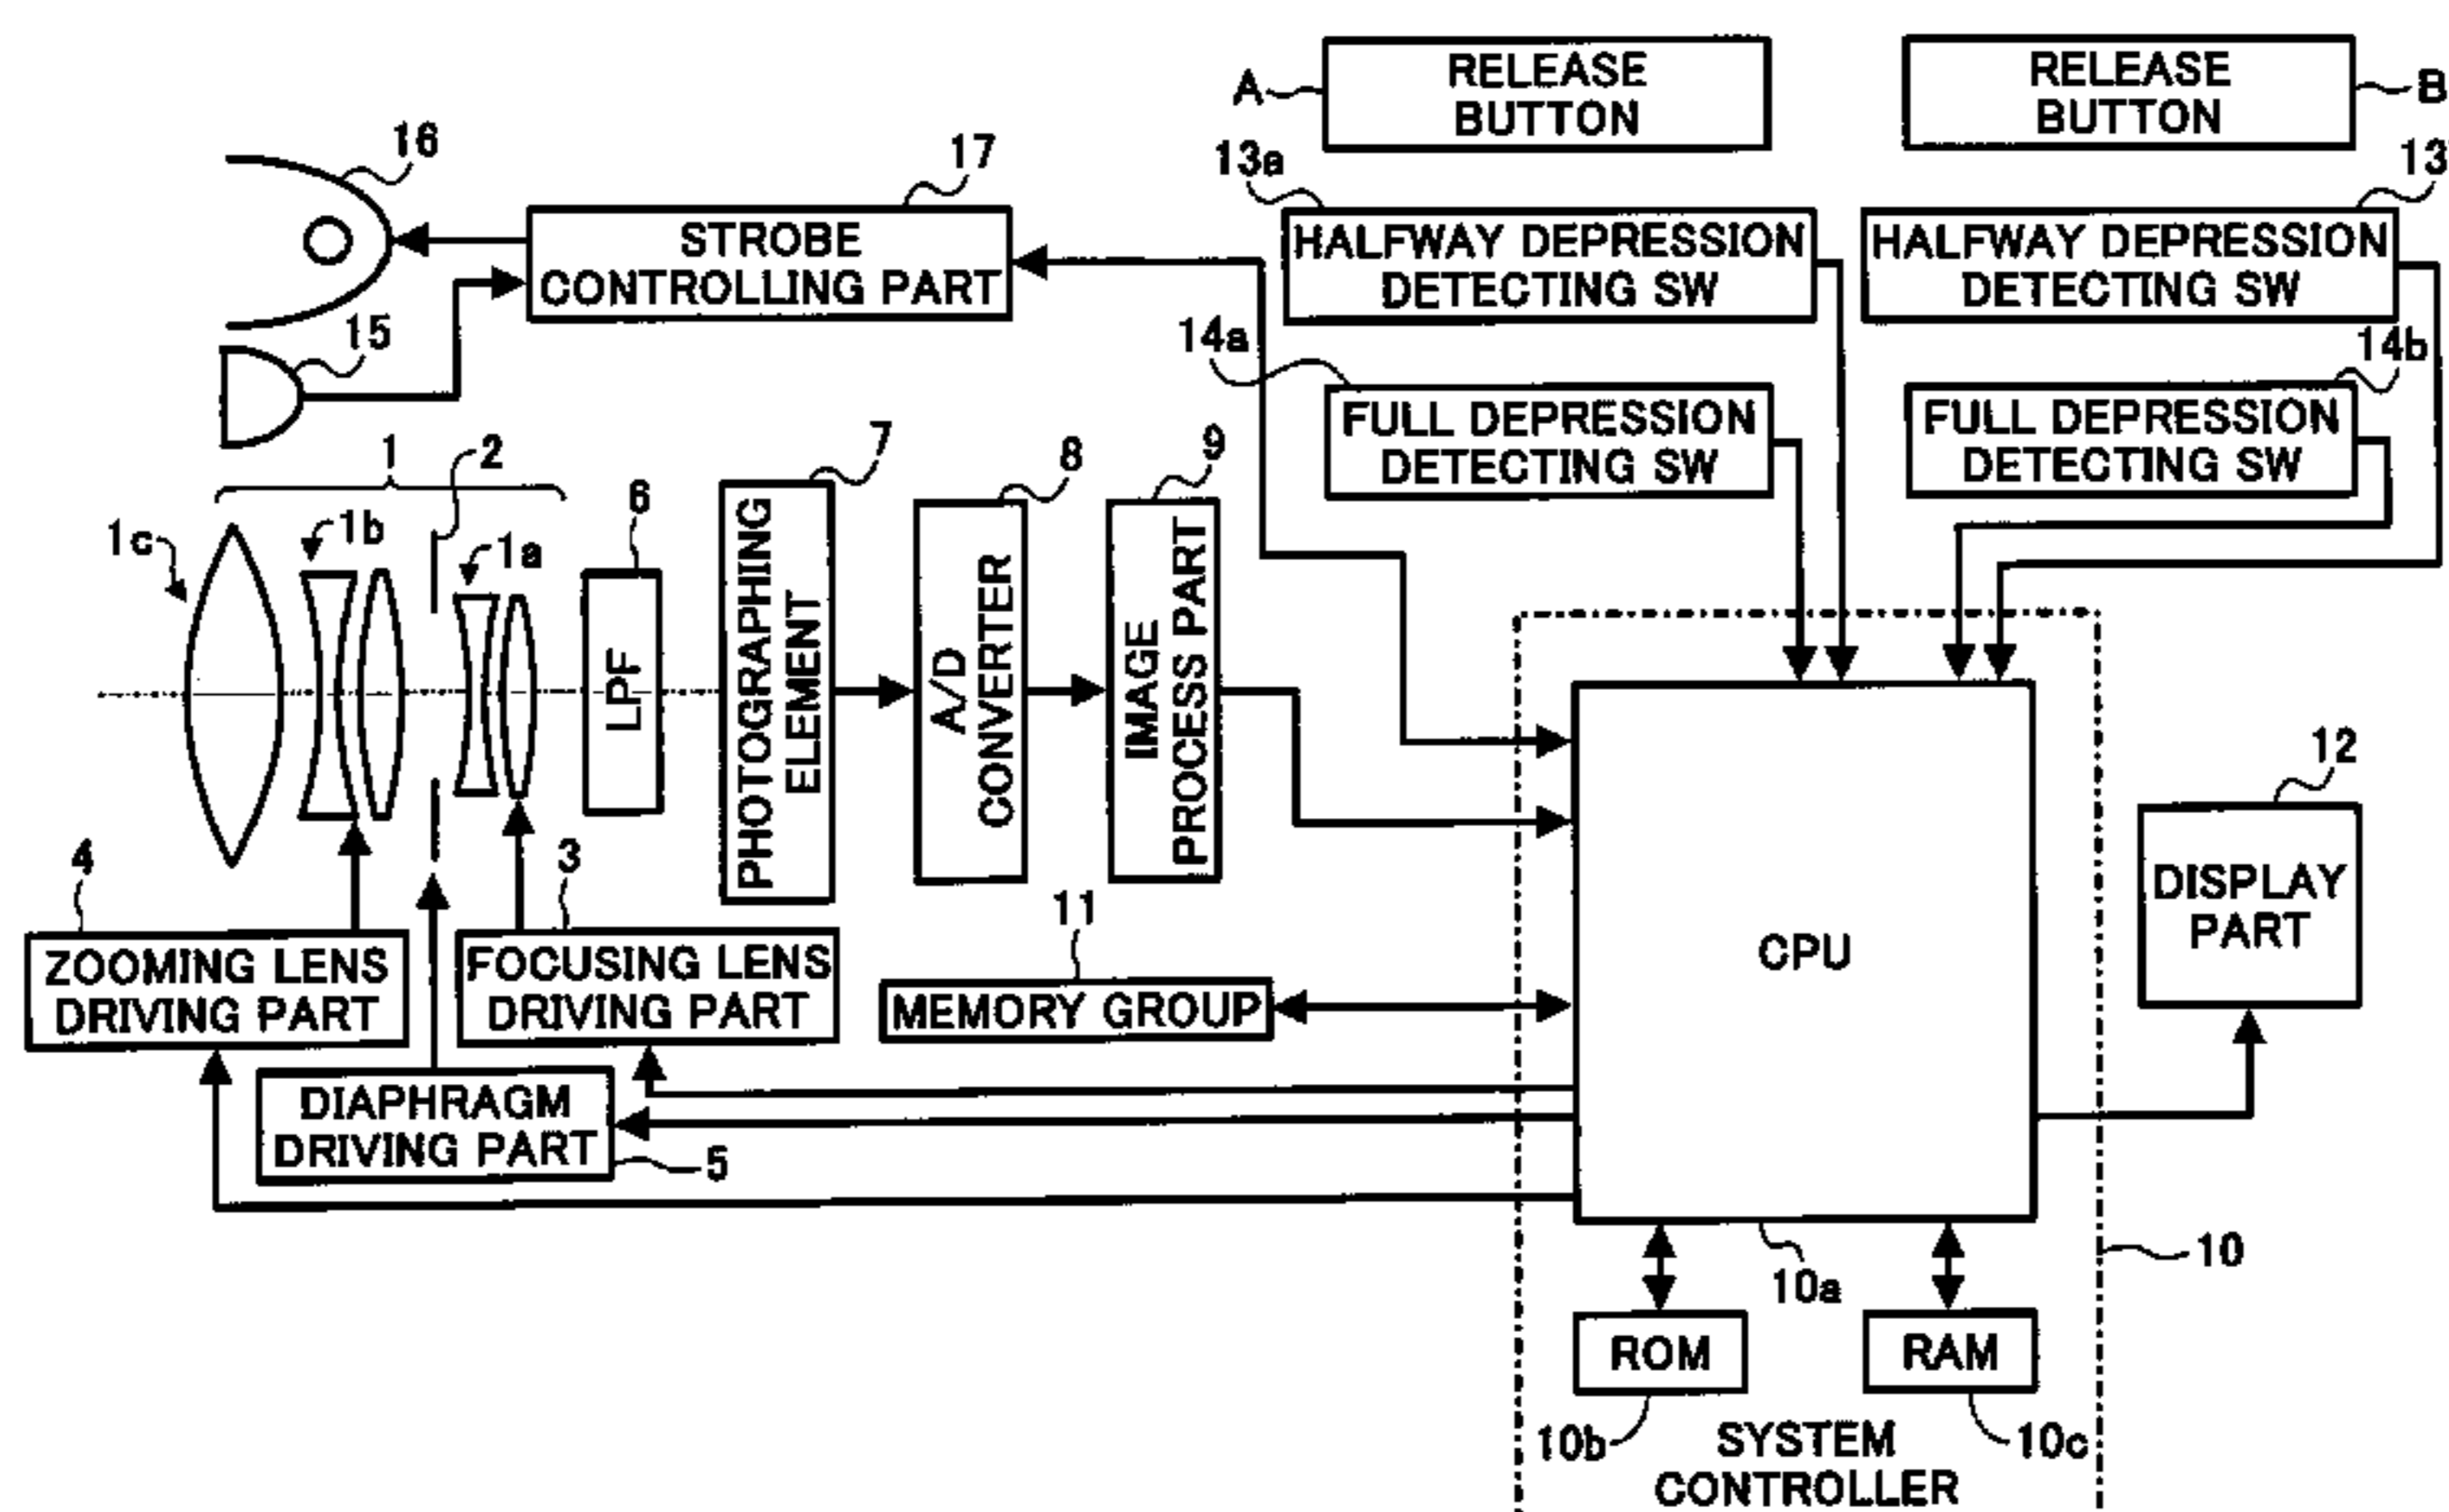 RELEASE
BUTTON
A
RELEASE
BUTTON
B
16
17
13a
13
STROBE
CONTROLLING PART
HALFWAY DEPRESSION
DETECTING SW
HALFWAY DEPRESSION
DETECTING SW
15
14a
14b
FULL DEPRESSION
DETECTING SW
FULL DEPRESSION
DETECTING SW
1
2
7
8
9
6
1c
1b
1a
LPF
PHOTOGRAPHING
ELEMENT
A/D
CONVERTER
IMAGE
PROCESS PART
12
DISPLAY
PART
CPU
4
3
11
ZOOMING LENS
DRIVING PART
FOCUSING LENS
DRIVING PART
MEMORY GROUP
DIAPHRAGM
DRIVING PART
5
10
10a
ROM
RAM
10b
10c
SYSTEM
CONTROLLER